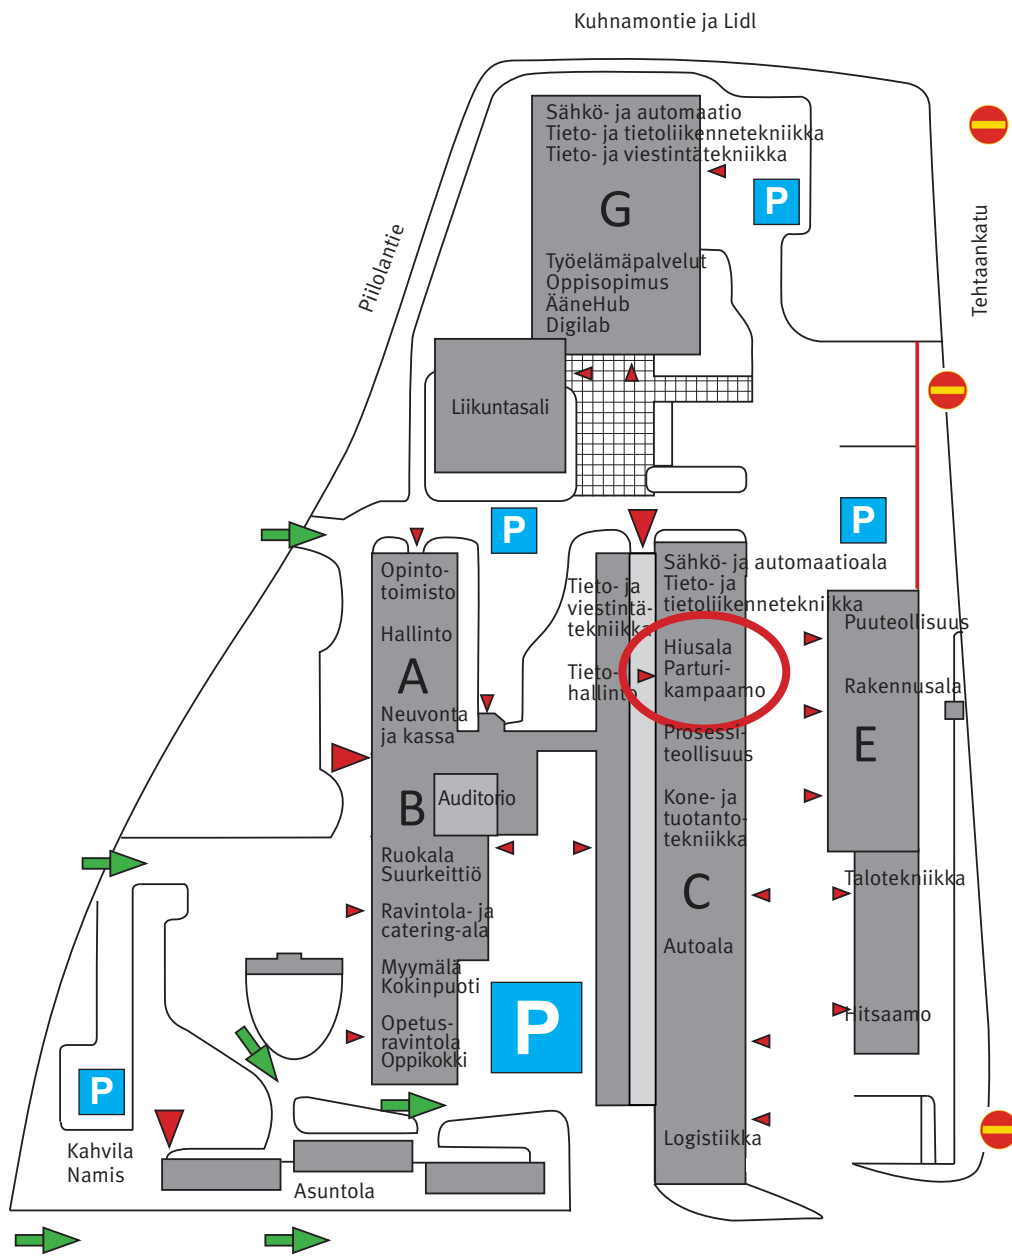 Kuhnamontie ja Lidl
Sähkö- ja automaatio
Tieto- ja tietoliikennetekniikka
Tieto- ja viestintätekniikka
G
P
Työelämäpalvelut
Oppisopimus
ÄäneHub
Digilab
Piilolantie
Tehtaankatu
Liikuntasali
P
P
Opinto-
toimisto
Hallinto
A
Neuvonta
ja kassa
B
Auditorio
Ruokala
Suurkeittiö
Ravintola- ja
catering-ala
Myymälä
Kokinpuoti
Opetus-
ravintola
Oppikokki
Tieto- ja
viestintä-
tekniikka
Tieto-
hallinto
Sähkö- ja automaatioala
Tieto- ja
tietoliikennetekniikka
Hiusala
Parturi-
kampaamo
Prosessi-
teollisuus
Kone- ja
tuotanto-
tekniikka
C
Autoala
Logistiikka
Puuteollisuus
Rakennusala
E
Talotekniikka
Hitsaamo
P
P
Kahvila
Namis
Asuntola